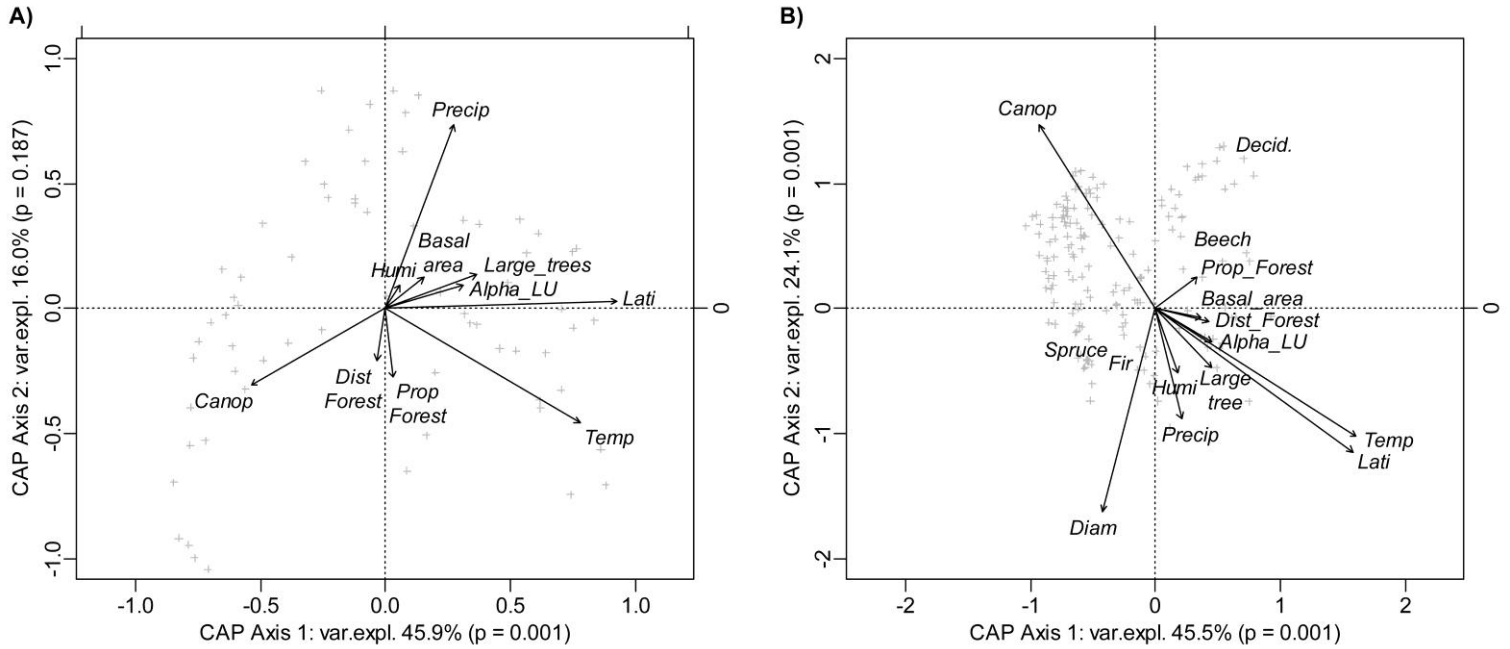 A)
CAP Axis 2: var.expl. 16.0% (p = 0.187)
1.0
0.5
0.0
-0.5
-1.0
Precip
Basal
area
Humi
Large_trees
Alpha_LU
Lati
0
Canop
Dist
Forest
Prop
Forest
Temp
-1.0 -0.5 0.0 0.5 1.0
CAP Axis 1: var.expl. 45.9% (p = 0.001)
B)
CAP Axis 2: var.expl. 24.1% (p = 0.001)
2
1
0
-1
-2
Canop
Decid.
Beech
Prop_Forest
Basal_area
Dist_Forest
Alpha_LU
0
Spruce
Fir
Humi
Large
tree
Precip
Temp
Lati
Diam
-2 -1 0 1 2
CAP Axis 1: var.expl. 45.5% (p = 0.001)